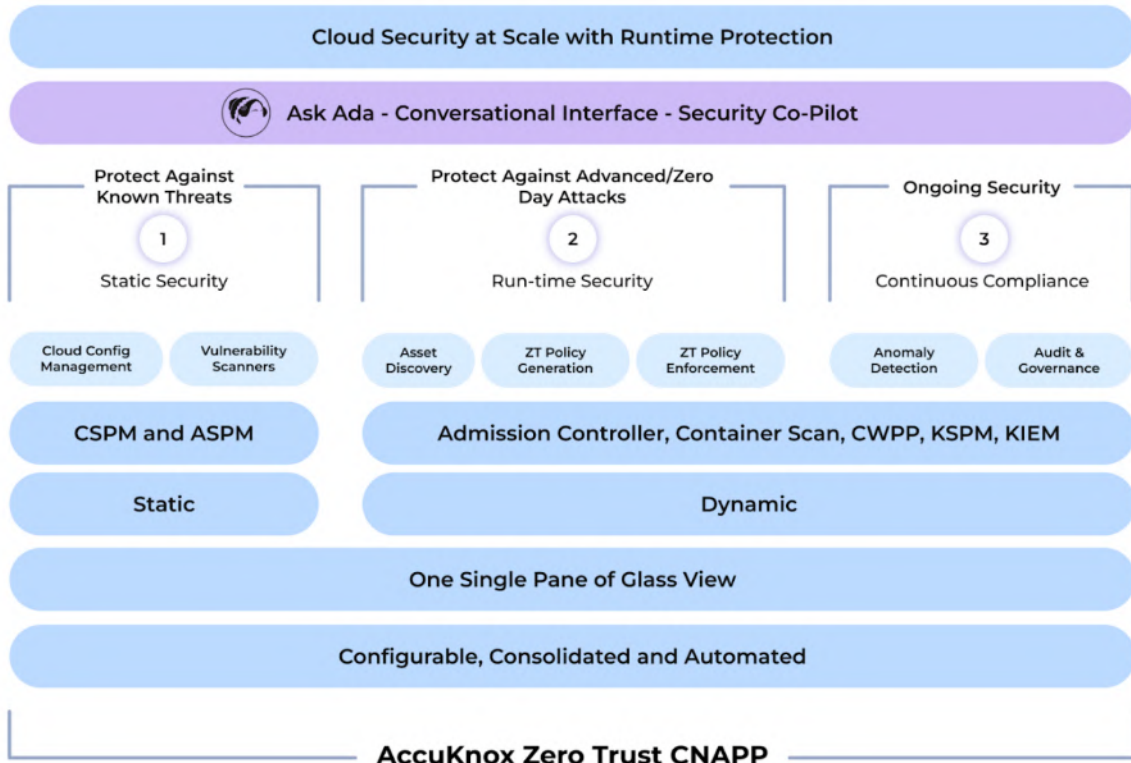 Cloud Security at Scale with Runtime Protection
Ask Ada - Conversational Interface - Security Co-Pilot
Protect Against
Known Threats
1
Static Security
Protect Against Advanced/Zero
Day Attacks
2
Run-time Security
Ongoing Security
3
Continuous Compliance
Cloud Config
Management
Vulnerability
Scanners
Asset
Discovery
ZT Policy
Generation
ZT Policy
Enforcement
Anomaly
Detection
Audit &
Governance
CSPM and ASPM
Admission Controller, Container Scan, CWPP, KSPM, KIEM
Static
Dynamic
One Single Pane of Glass View
Configurable, Consolidated and Automated
AccuKnox Zero Trust CNAPP